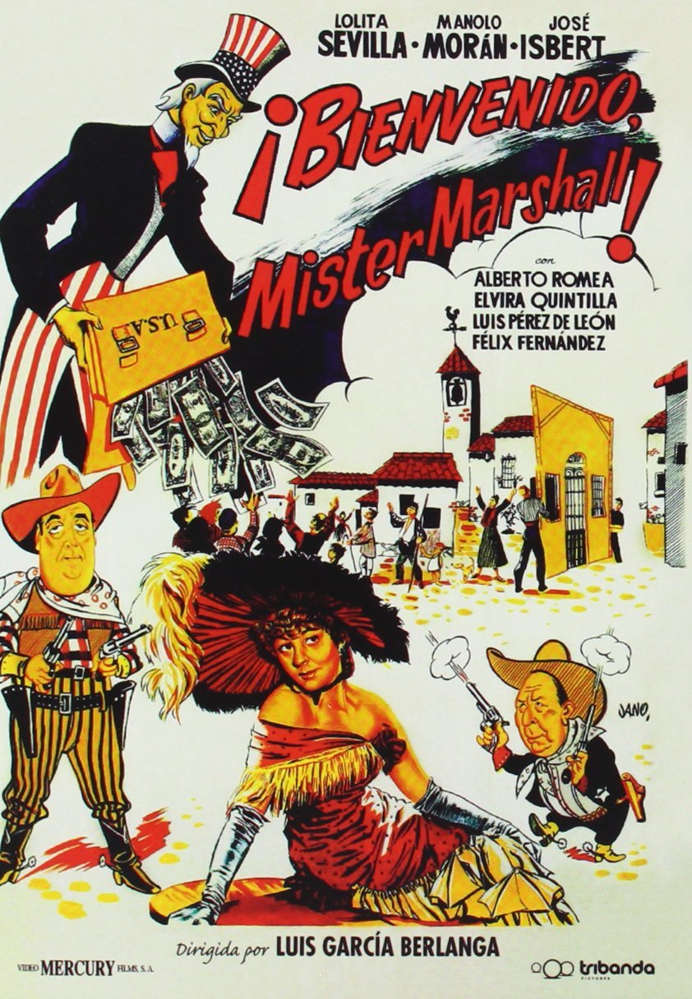 LOLITA MANOLO JOSÉ
SEVILLA · MORÁN · ISBERT
¡BIENVENIDO,
Mister Marshall!
con
ALBERTO ROMEA
ELVIRA QUINTILLA
LUIS PÉREZ DE LEÓN
FÉLIX FERNÁNDEZ
U.S.A.
JANO,
Dirigida por LUIS GARCÍA BERLANGA
VIDEO MERCURY FILMS, S.A.
tribanda
PICTURES